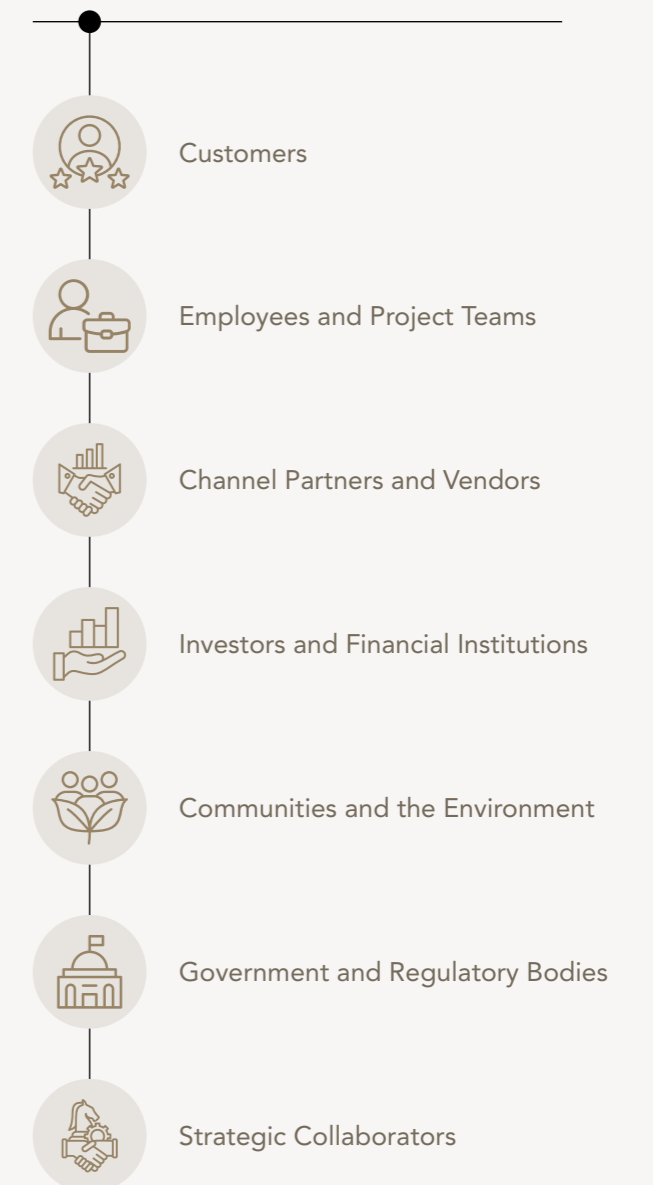 Customers
Employees and Project Teams
Channel Partners and Vendors
Investors and Financial Institutions
Communities and the Environment
Government and Regulatory Bodies
Strategic Collaborators